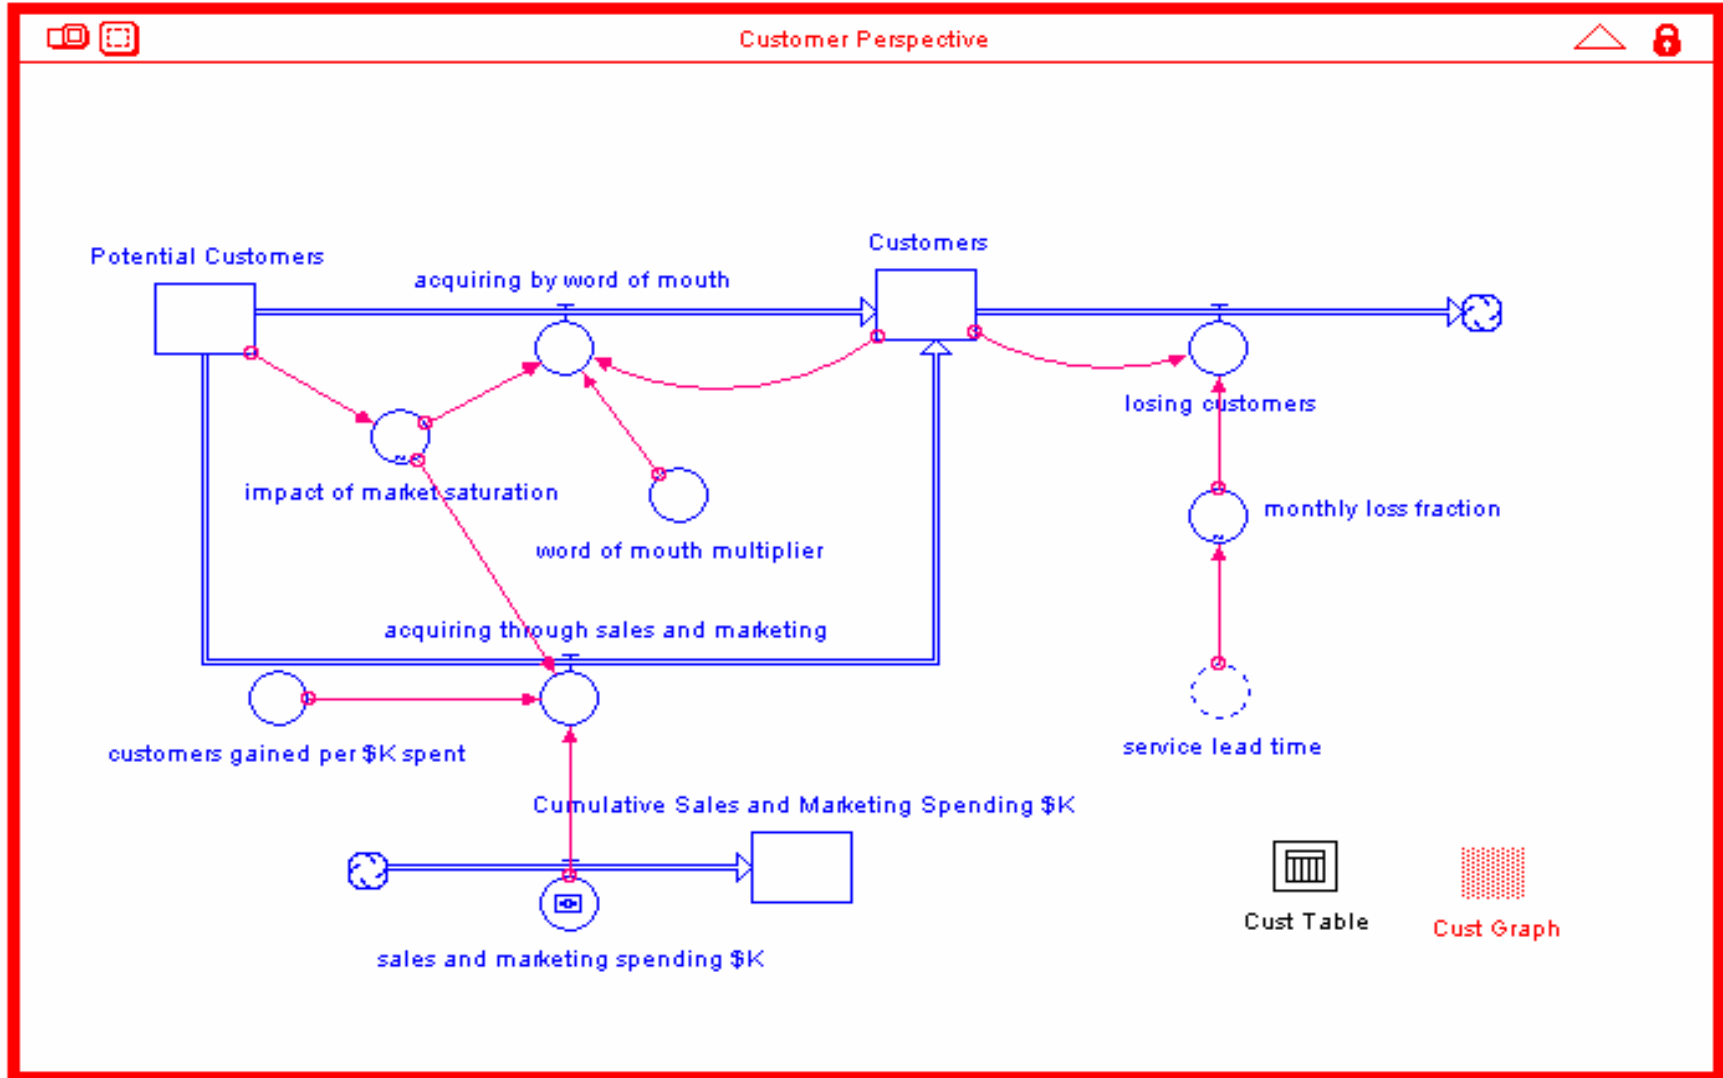 Customer Perspective
Customers
Potential Customers
acquiring by word of mouth
losing customers
impact of market saturation
monthly loss fraction
word of mouth multiplier
acquiring through sales and marketing
service lead time
customers gained per $K spent
Cumulative Sales and Marketing Spending $K
Cust Table
Cust Graph
sales and marketing spending $K